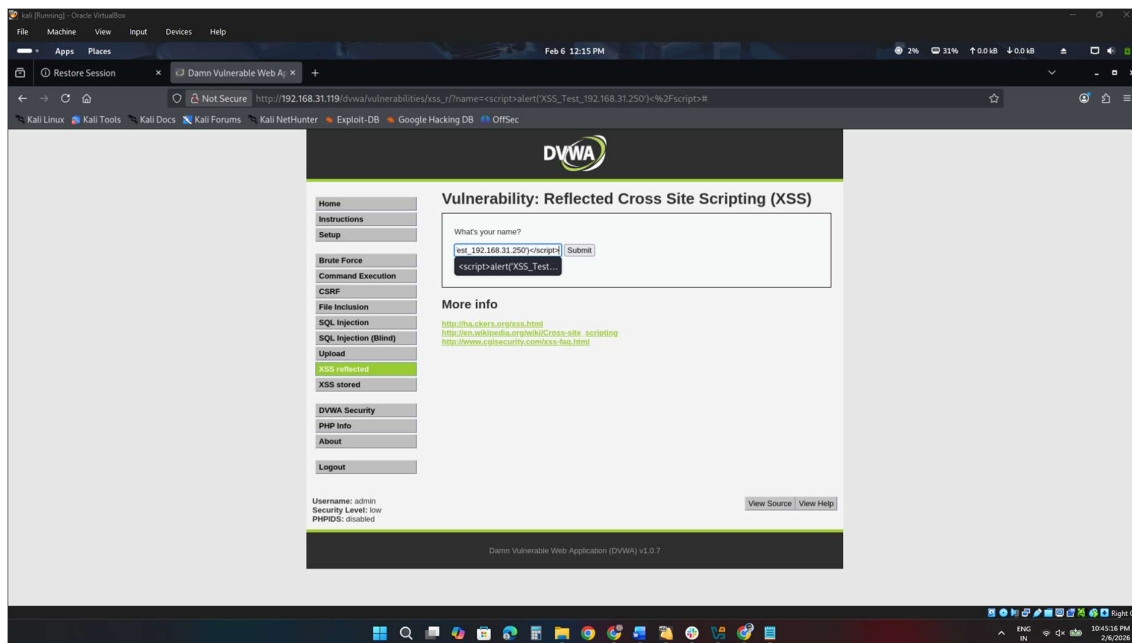 kali [Running] - Oracle VirtualBox
File Machine View Input Devices Help
Apps Places Feb 6 12:15 PM 2% 31% ↑0.0 kB ↓0.0 kB
Restore Session × Damn Vulnerable Web Ap × +
Not Secure http://192.168.31.119/dvwa/vulnerabilities/xss_r/?name=<script>alert('XSS_Test_192.168.31.250')<%2Fscript>#
Kali Linux Kali Tools Kali Docs Kali Forums Kali NetHunter Exploit-DB Google Hacking DB OffSec
DVWA
Home
Instructions
Setup
Brute Force
Command Execution
CSRF
File Inclusion
SQL Injection
SQL Injection (Blind)
Upload
XSS reflected
XSS stored
DVWA Security
PHP Info
About
Logout
Vulnerability: Reflected Cross Site Scripting (XSS)
What's your name?
est_192.168.31.250')</script> Submit
<script>alert('XSS_Test...
More info
http://ha.ckers.org/xss.html
http://en.wikipedia.org/wiki/Cross-site_scripting
http://www.cgisecurity.com/xss-faq.html
Username: admin
Security Level: low
PHPIDS: disabled
View Source View Help
Damn Vulnerable Web Application (DVWA) v1.0.7
Right
ENG
IN
10:45:16 PM
2/6/2026